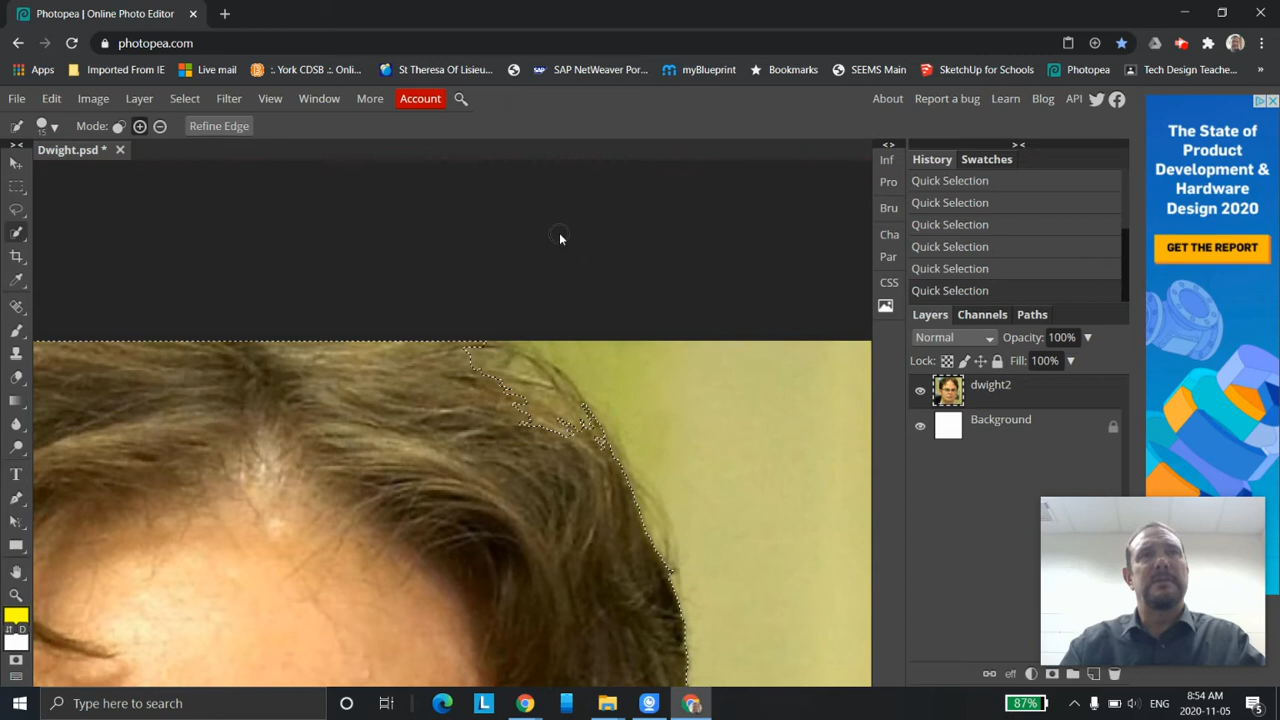 Photopea | Online Photo Editor
photopea.com
Apps
Imported From IE
Live mail
:. York CDSB :. Onli...
St Theresa Of Lisieu...
SAP NetWeaver Por...
myBlueprint
Bookmarks
SEEMS Main
SketchUp for Schools
Photopea
Tech Design Teache...
»
File Edit Image Layer Select Filter View Window More Account
About Report a bug Learn Blog API
15
Mode:
Refine Edge
Dwight.psd *
History Swatches
Quick Selection
Quick Selection
Quick Selection
Quick Selection
Quick Selection
Quick Selection
Inf
Pro
Bru
Cha
Par
CSS
Layers Channels Paths
Normal
Opacity: 100%
Lock:
Fill: 100%
dwight2
Background
eff
D
The State of
Product
Development &
Hardware
Design 2020
GET THE REPORT
Type here to search
L
87%
ENG
8:54 AM
2020-11-05
5